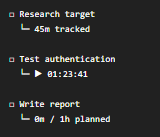 Research target
45m tracked
Test authentication
▶ 01:23:41
Write report
0m / 1h planned